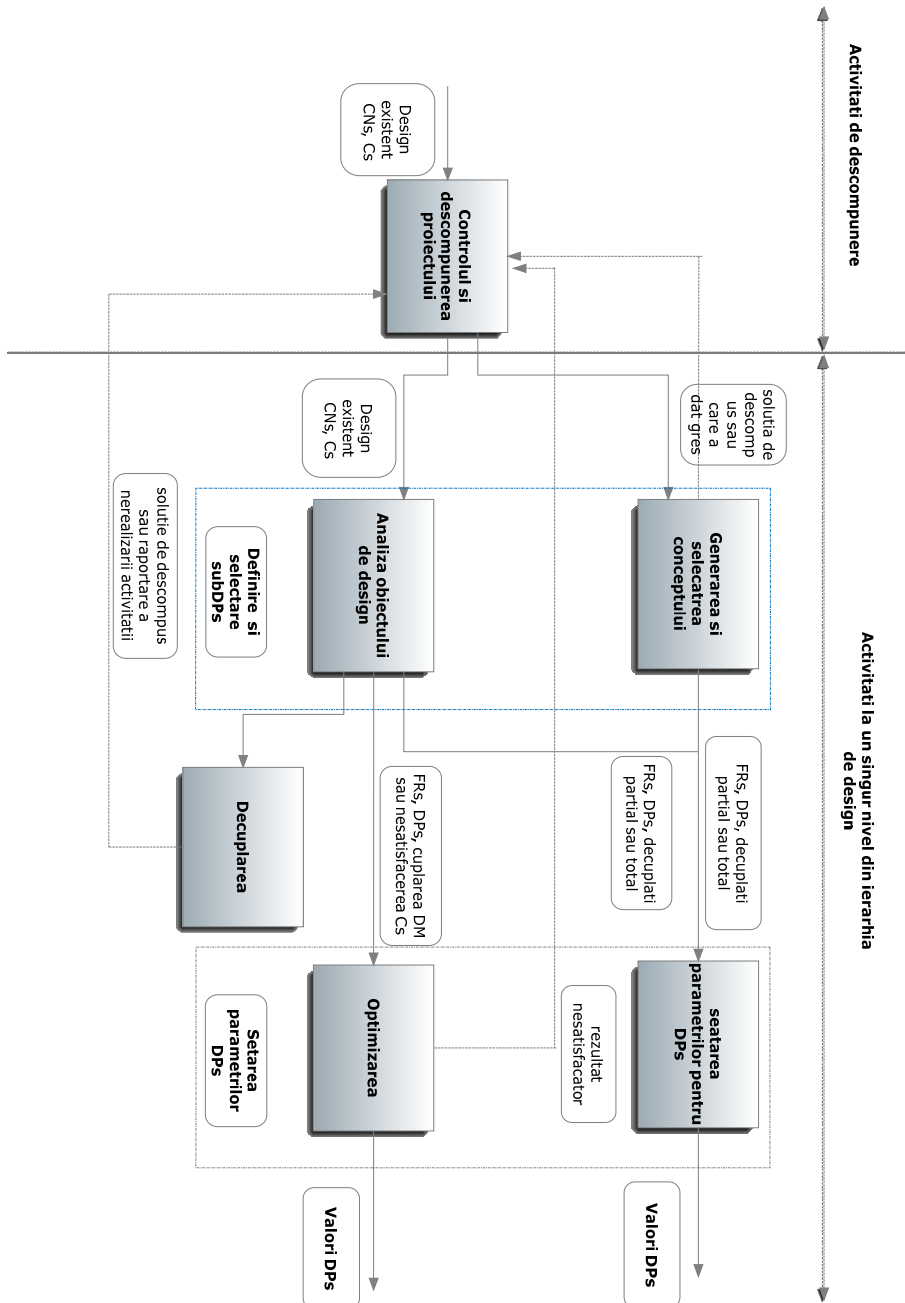 Activitati de descompunere
Activitati la un singur nivel din ierarhia
de design
Design
existent
CNs, Cs
Controlul si
descompunerea
proiectului
solutia de
descomp
us sau
care a
dat gres
Design
existent
CNs, Cs
solutie de descompus
sau raportare a
nerealizarii activitatii
Generarea si
selecatrea
conceptului
Analiza obiectului
de design
Definire si
selectare
subDPs
FRs, DPs, decuplati
partial sau total
FRs, DPs, decuplati
partial sau total
FRs, DPs, cuplarea DM
sau nesatisfacerea Cs
Decuplarea
seatarea
parametrilor pentru
DPs
rezultat
nesatisfacator
Optimizarea
Setarea
parametrilor
DPs
Valori DPs
Valori DPs